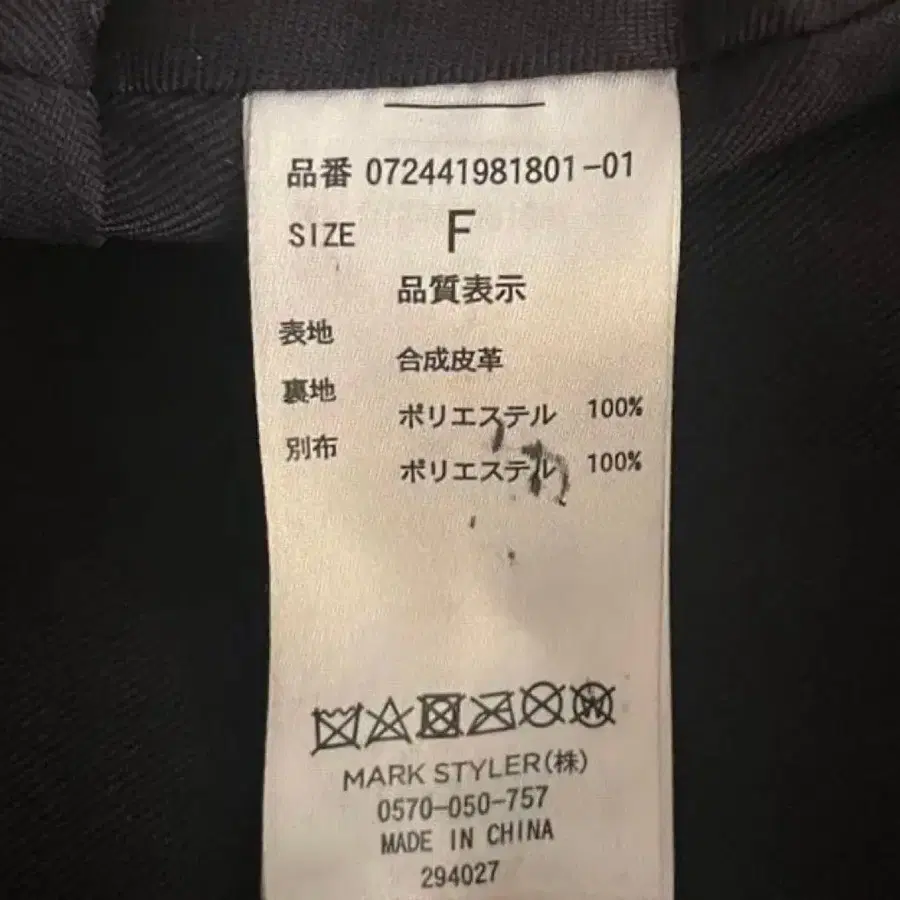 品番 072441981801-01
SIZE F
品質表示
表地 合成皮革
裏地 ポリエステル 100%
別布 ポリエステル 100%
MARK STYLER(株)
0570-050-757
MADE IN CHINA
294027